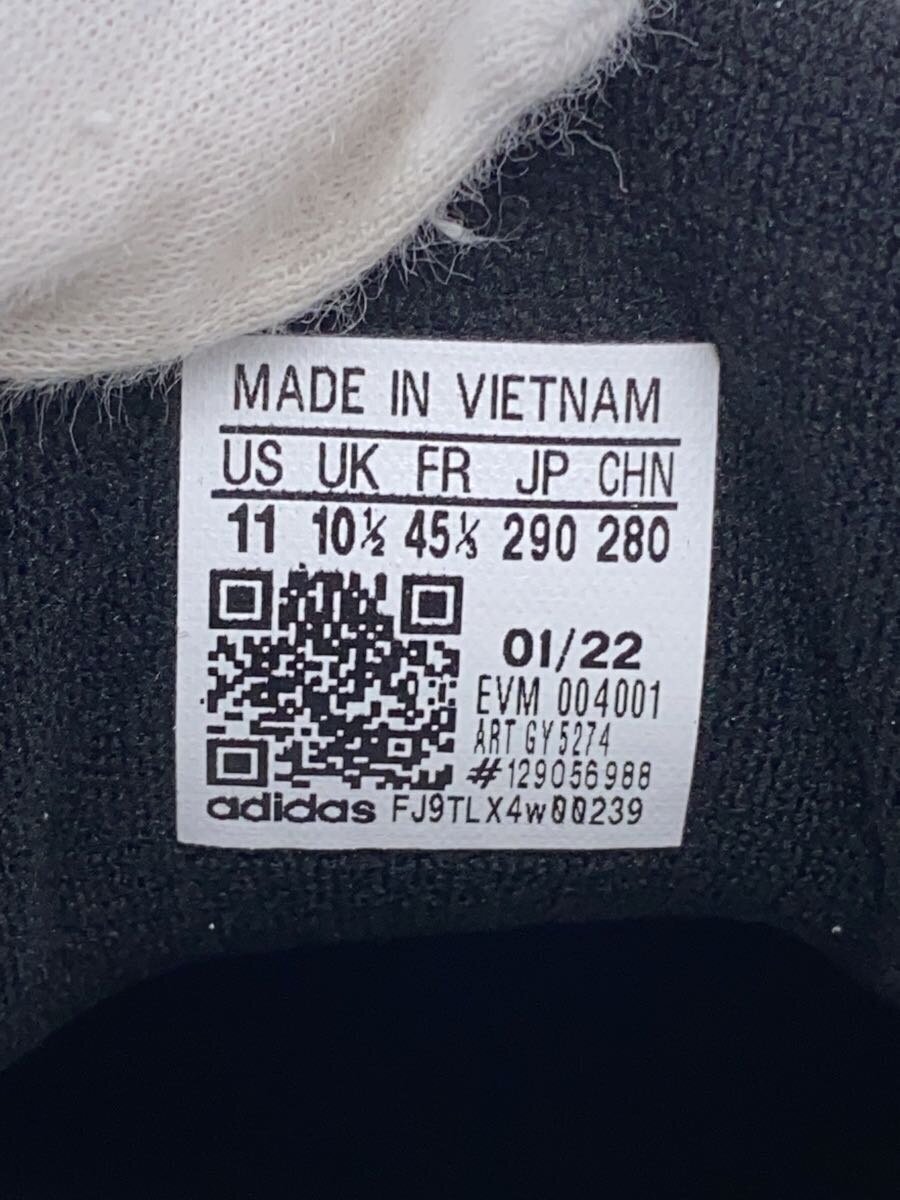 MADE IN VIETNAM
US UK FR JP CHN
11 10½ 45⅓ 290 280
01/22
EVM 004001
ART GY5274
#129056988
adidas FJ9TLX4w00239